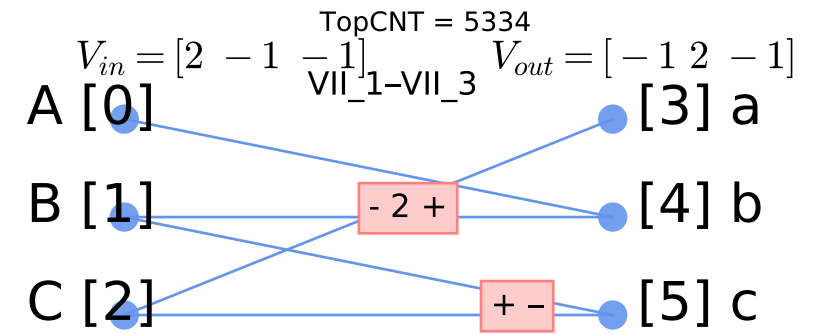 TopCNT = 5334
V_in = [2 − 1 − 1] V_out = [ − 1 2 − 1]
VII_1–VII_3
A [0] [3] a
- 2 +
B [1] [4] b
+ –
C [2] [5] c